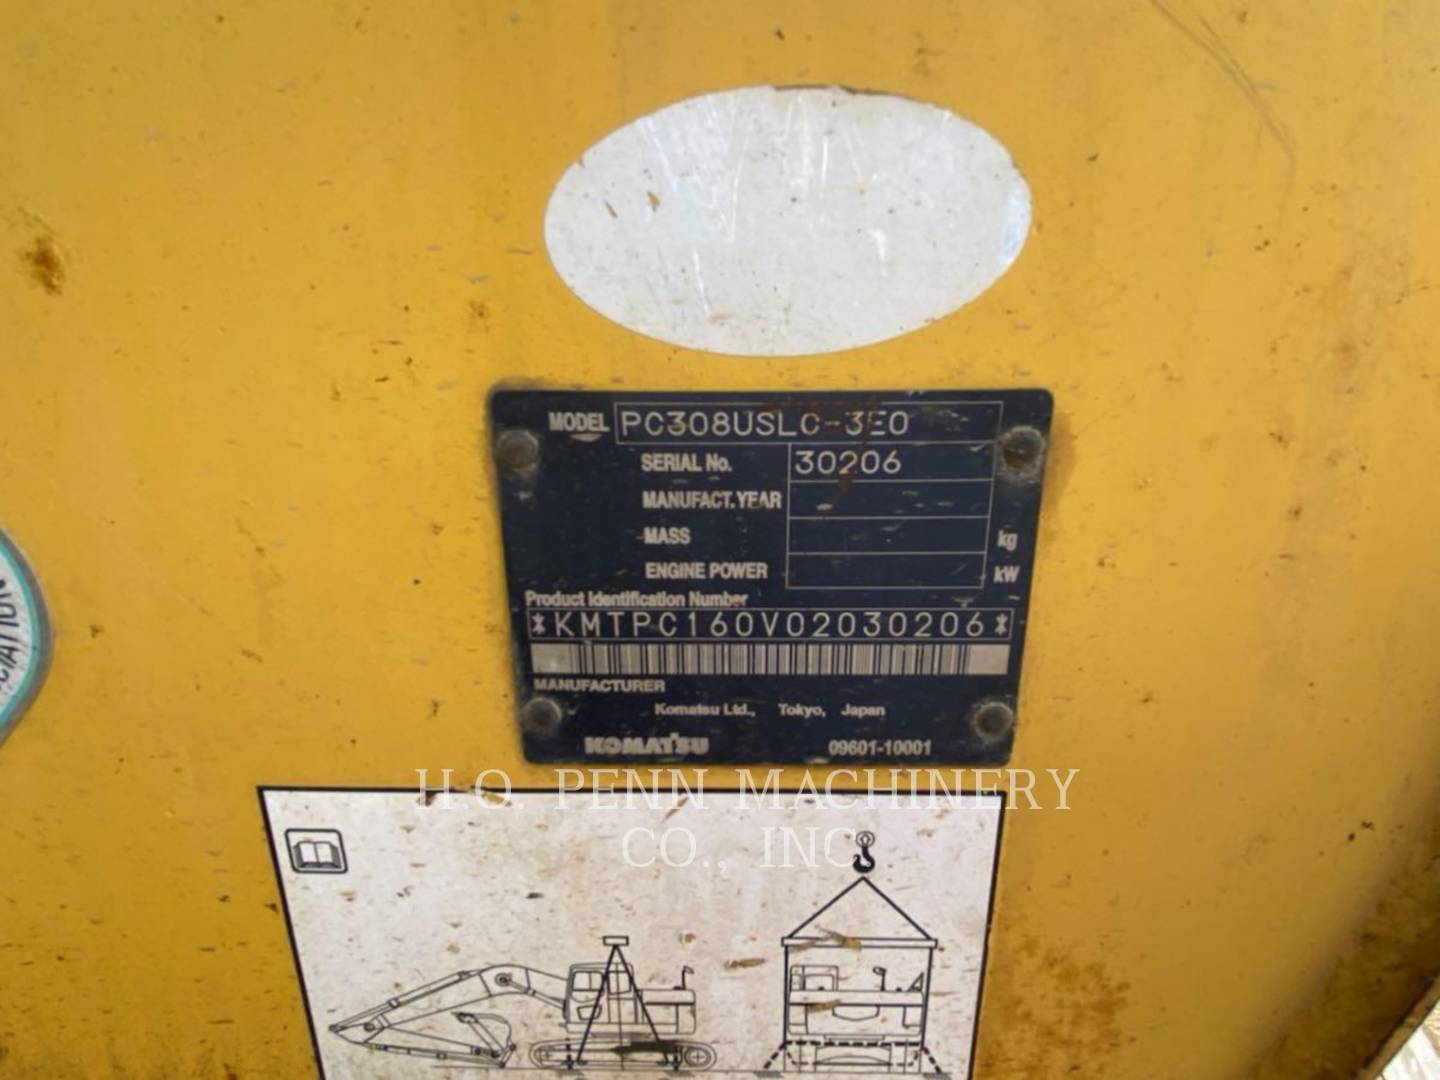 MODEL PC308USLC-3E0
SERIAL No. 30206
MANUFACT. YEAR
MASS kg
ENGINE POWER kW
Product Identification Number
*KMTPC160V02030206*
MANUFACTURER
Komatsu Ltd., Tokyo, Japan
KOMATSU 09601-10001
H.O. PENN MACHINERY
CO., INC.